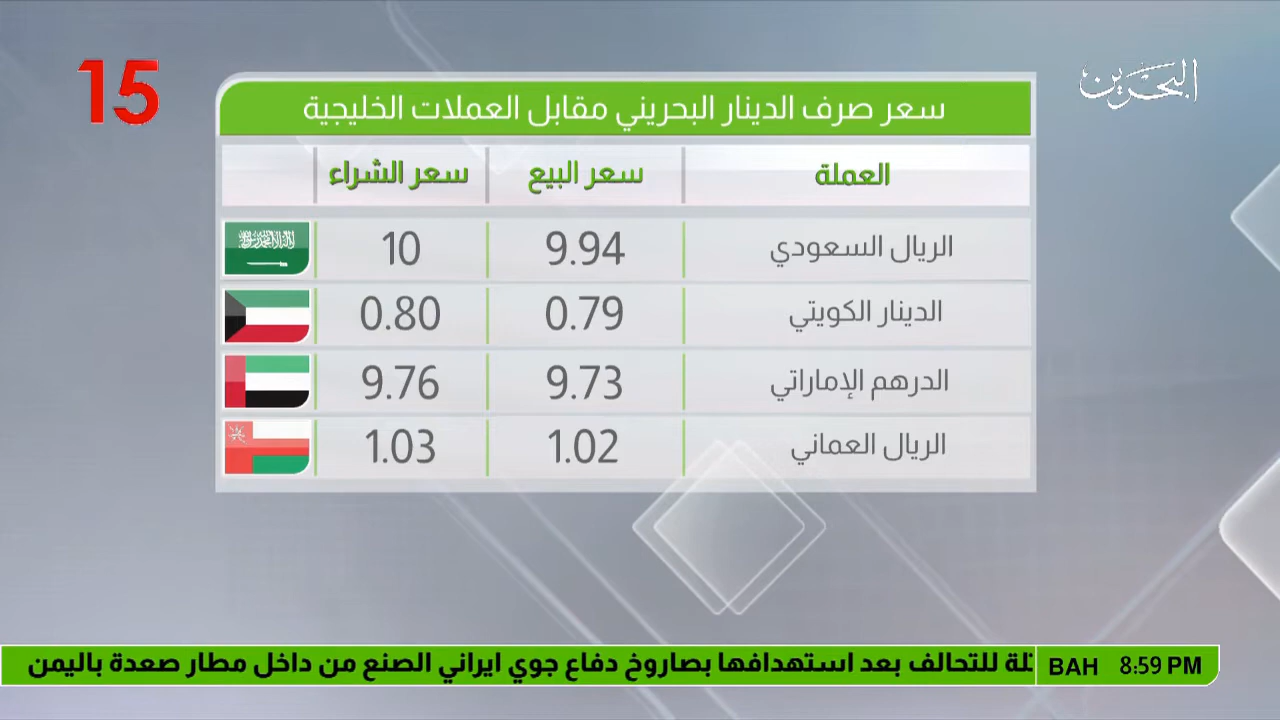 15
البحرين
سعر صرف الدينار البحريني مقابل العملات الخليجية
العملة سعر البيع سعر الشراء
الريال السعودي 9.94 10
الدينار الكويتي 0.79 0.80
الدرهم الإماراتي 9.73 9.76
الريال العماني 1.02 1.03
BAH 8:59 PM
للتحالف بعد استهدافها بصاروخ دفاع جوي ايراني الصنع من داخل مطار صعدة باليمن